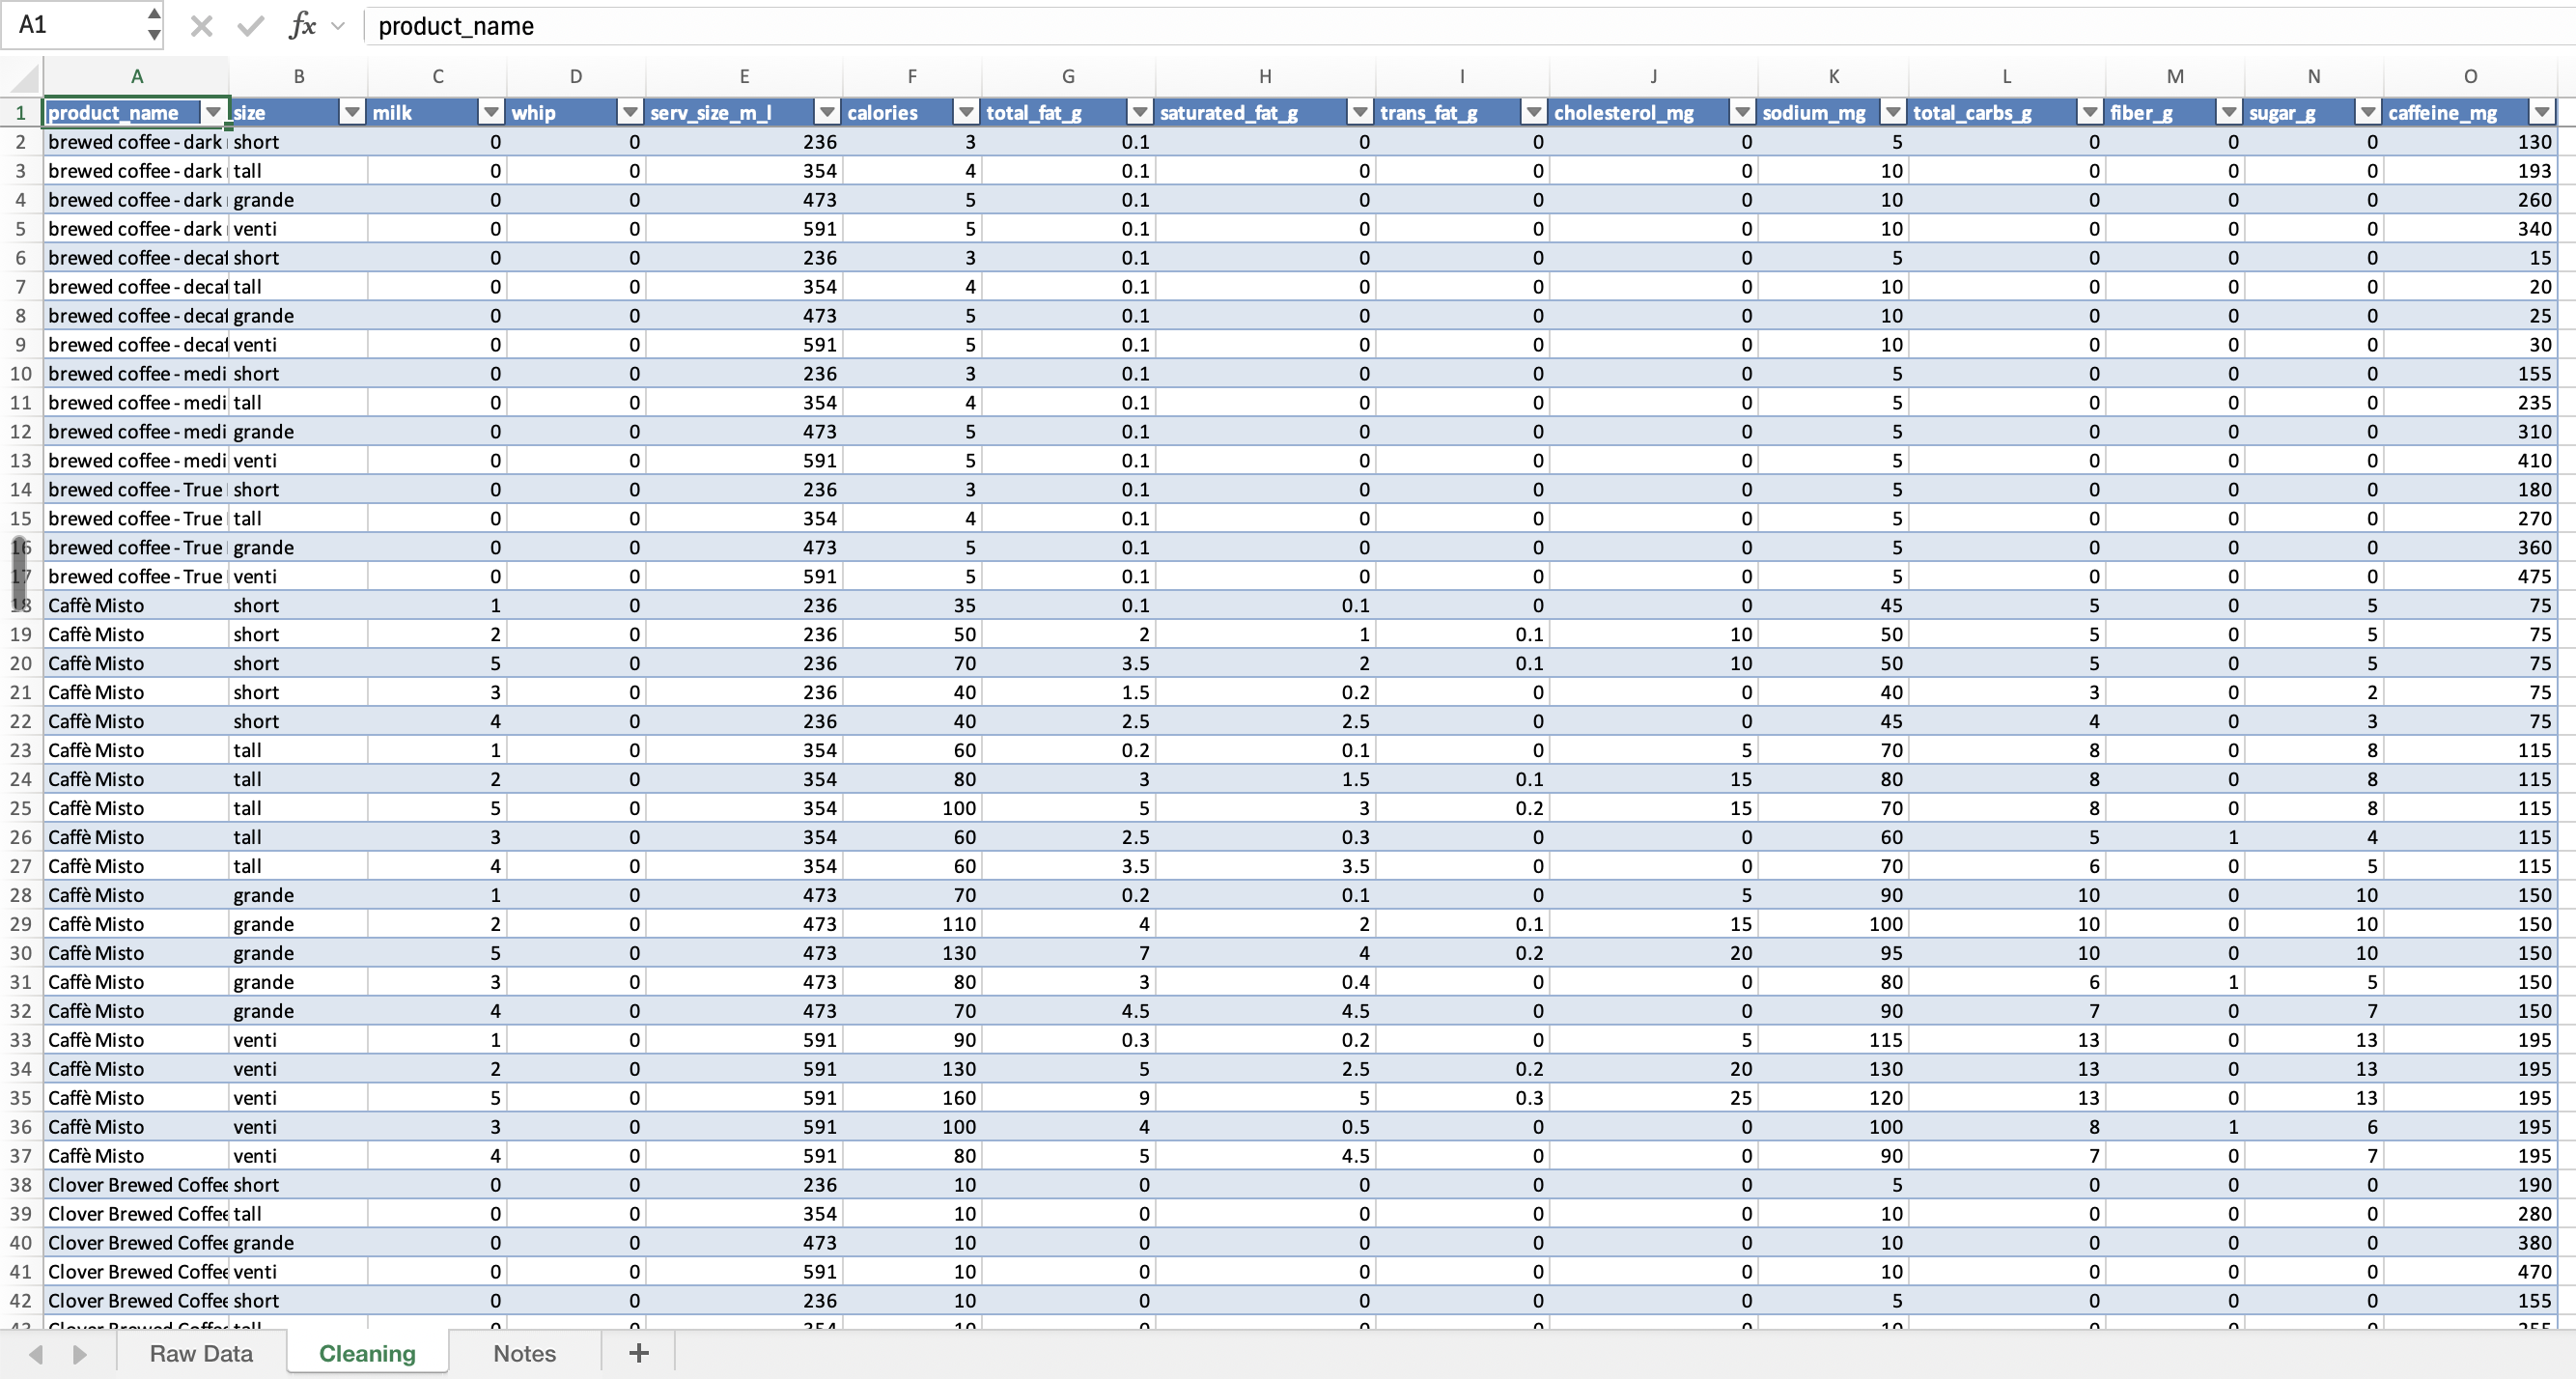 A1 fx product_name
A B C D E F G H I J K L M N O
1 product_name size milk whip serv_size_m_l calories total_fat_g saturated_fat_g trans_fat_g cholesterol_mg sodium_mg total_carbs_g fiber_g sugar_g caffeine_mg
2 brewed coffee - dark short 0 0 236 3 0.1 0 0 0 5 0 0 0 130
3 brewed coffee - dark tall 0 0 354 4 0.1 0 0 0 10 0 0 0 193
4 brewed coffee - dark grande 0 0 473 5 0.1 0 0 0 10 0 0 0 260
5 brewed coffee - dark venti 0 0 591 5 0.1 0 0 0 10 0 0 0 340
6 brewed coffee - decaf short 0 0 236 3 0.1 0 0 0 5 0 0 0 15
7 brewed coffee - decaf tall 0 0 354 4 0.1 0 0 0 10 0 0 0 20
8 brewed coffee - decaf grande 0 0 473 5 0.1 0 0 0 10 0 0 0 25
9 brewed coffee - decaf venti 0 0 591 5 0.1 0 0 0 10 0 0 0 30
10 brewed coffee - medi short 0 0 236 3 0.1 0 0 0 5 0 0 0 155
11 brewed coffee - medi tall 0 0 354 4 0.1 0 0 0 5 0 0 0 235
12 brewed coffee - medi grande 0 0 473 5 0.1 0 0 0 5 0 0 0 310
13 brewed coffee - medi venti 0 0 591 5 0.1 0 0 0 5 0 0 0 410
14 brewed coffee - True short 0 0 236 3 0.1 0 0 0 5 0 0 0 180
15 brewed coffee - True tall 0 0 354 4 0.1 0 0 0 5 0 0 0 270
16 brewed coffee - True grande 0 0 473 5 0.1 0 0 0 5 0 0 0 360
17 brewed coffee - True venti 0 0 591 5 0.1 0 0 0 5 0 0 0 475
18 Caffè Misto short 1 0 236 35 0.1 0.1 0 0 45 5 0 5 75
19 Caffè Misto short 2 0 236 50 2 1 0.1 10 50 5 0 5 75
20 Caffè Misto short 5 0 236 70 3.5 2 0.1 10 50 5 0 5 75
21 Caffè Misto short 3 0 236 40 1.5 0.2 0 0 40 3 0 2 75
22 Caffè Misto short 4 0 236 40 2.5 2.5 0 0 45 4 0 3 75
23 Caffè Misto tall 1 0 354 60 0.2 0.1 0 5 70 8 0 8 115
24 Caffè Misto tall 2 0 354 80 3 1.5 0.1 15 80 8 0 8 115
25 Caffè Misto tall 5 0 354 100 5 3 0.2 15 70 8 0 8 115
26 Caffè Misto tall 3 0 354 60 2.5 0.3 0 0 60 5 1 4 115
27 Caffè Misto tall 4 0 354 60 3.5 3.5 0 0 70 6 0 5 115
28 Caffè Misto grande 1 0 473 70 0.2 0.1 0 5 90 10 0 10 150
29 Caffè Misto grande 2 0 473 110 4 2 0.1 15 100 10 0 10 150
30 Caffè Misto grande 5 0 473 130 7 4 0.2 20 95 10 0 10 150
31 Caffè Misto grande 3 0 473 80 3 0.4 0 0 80 6 1 5 150
32 Caffè Misto grande 4 0 473 70 4.5 4.5 0 0 90 7 0 7 150
33 Caffè Misto venti 1 0 591 90 0.3 0.2 0 5 115 13 0 13 195
34 Caffè Misto venti 2 0 591 130 5 2.5 0.2 20 130 13 0 13 195
35 Caffè Misto venti 5 0 591 160 9 5 0.3 25 120 13 0 13 195
36 Caffè Misto venti 3 0 591 100 4 0.5 0 0 100 8 1 6 195
37 Caffè Misto venti 4 0 591 80 5 4.5 0 0 90 7 0 7 195
38 Clover Brewed Coffee short 0 0 236 10 0 0 0 0 5 0 0 0 190
39 Clover Brewed Coffee tall 0 0 354 10 0 0 0 0 10 0 0 0 280
40 Clover Brewed Coffee grande 0 0 473 10 0 0 0 0 10 0 0 0 380
41 Clover Brewed Coffee venti 0 0 591 10 0 0 0 0 10 0 0 0 470
42 Clover Brewed Coffee short 0 0 236 10 0 0 0 0 5 0 0 0 155
Raw Data Cleaning Notes +